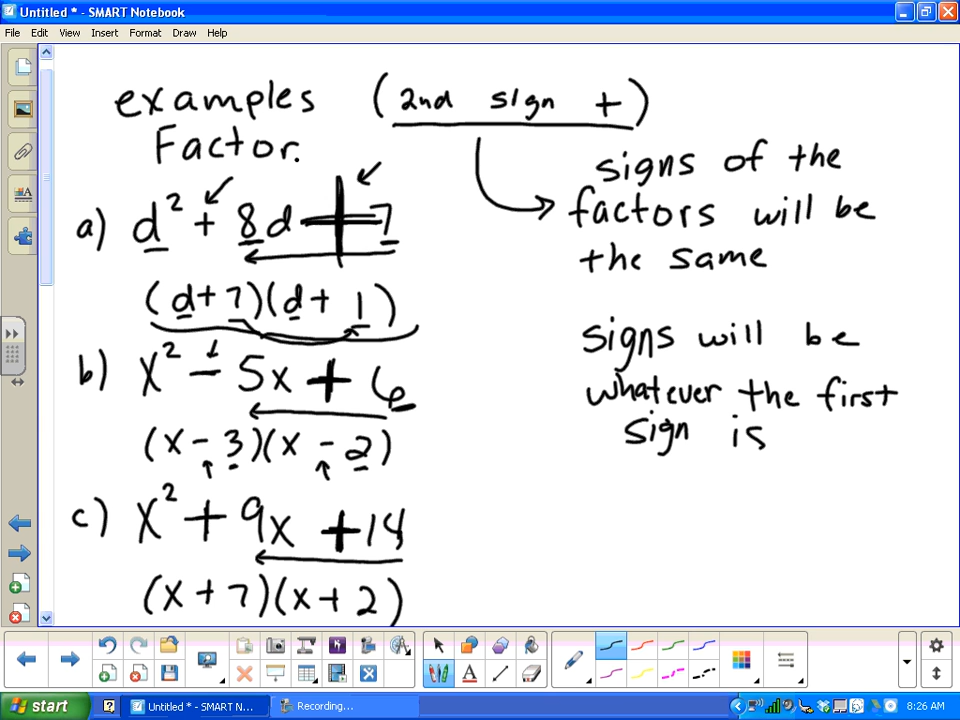 Untitled * - SMART Notebook
File Edit View Insert Format Draw Help
examples (2nd sign +)
Factor.
signs of the
factors will be
the same
a) d² + 8d + 7
(d+7)(d+ 1)
signs will be
whatever the first
sign is
b) x² - 5x + 6
(x - 3)(x - 2)
c) x² + 9x + 14
(x + 7)(x + 2)
start
Untitled * - SMART N...
Recording...
8:26 AM